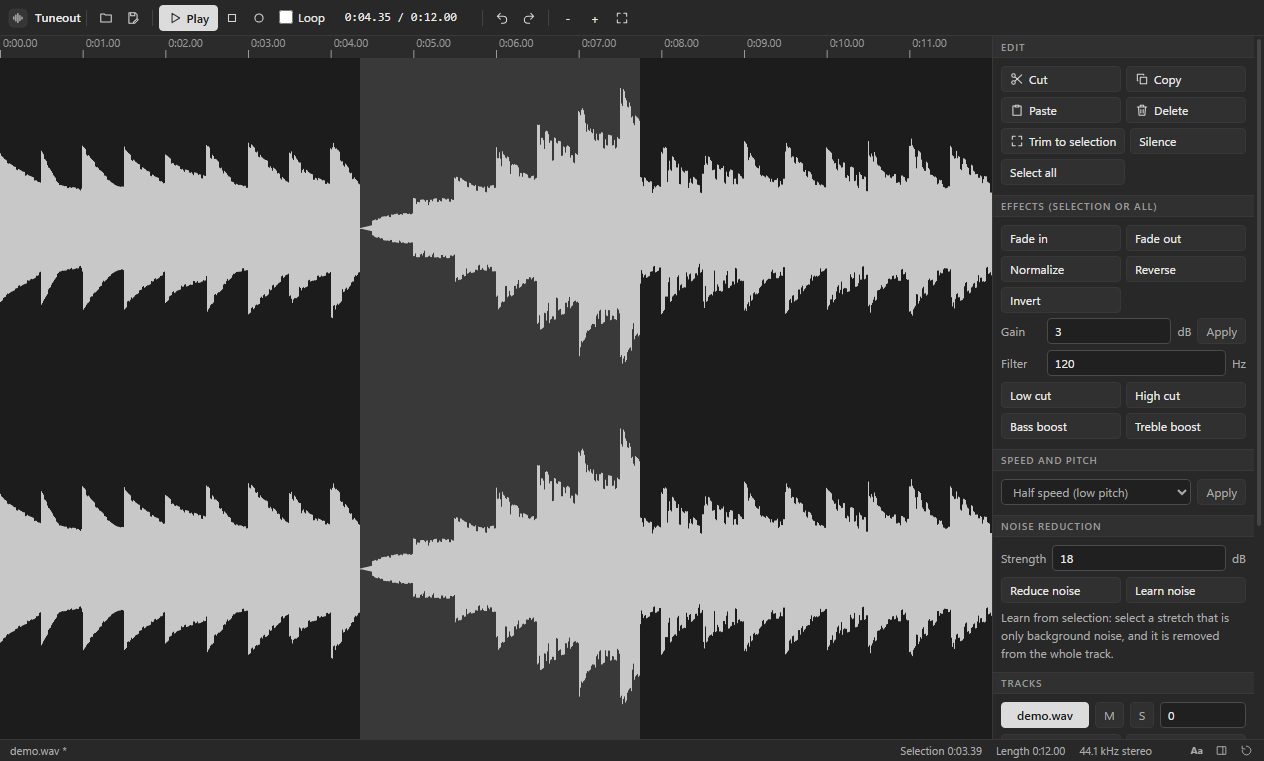 Tuneout Play Loop 0:04.35 / 0:12.00 - +
0:00.00 0:01.00 0:02.00 0:03.00 0:04.00 0:05.00 0:06.00 0:07.00 0:08.00 0:09.00 0:10.00 0:11.00
EDIT
Cut Copy
Paste Delete
Trim to selection Silence
Select all
EFFECTS (SELECTION OR ALL)
Fade in Fade out
Normalize Reverse
Invert
Gain 3 dB Apply
Filter 120 Hz
Low cut High cut
Bass boost Treble boost
SPEED AND PITCH
Half speed (low pitch) Apply
NOISE REDUCTION
Strength 18 dB
Reduce noise Learn noise
Learn from selection: select a stretch that is
only background noise, and it is removed
from the whole track.
TRACKS
demo.wav M S 0
demo.wav * Selection 0:03.39 Length 0:12.00 44.1 kHz stereo Aa